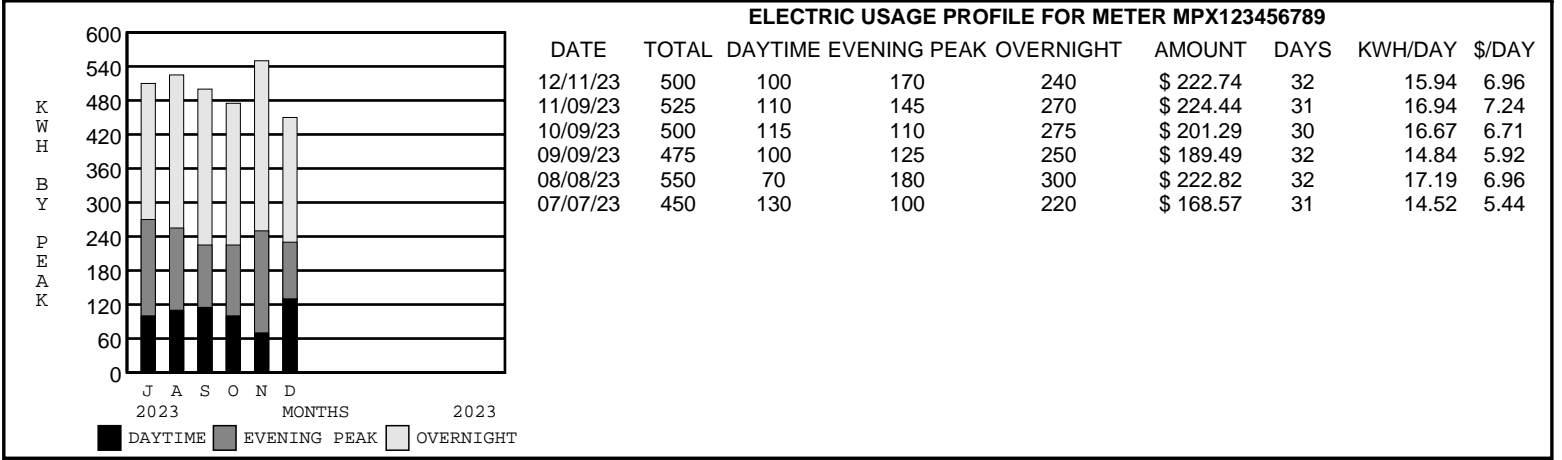 ELECTRIC USAGE PROFILE FOR METER MPX123456789
DATE TOTAL DAYTIME EVENING PEAK OVERNIGHT AMOUNT DAYS KWH/DAY $/DAY
12/11/23 500 100 170 240 $ 222.74 32 15.94 6.96
11/09/23 525 110 145 270 $ 224.44 31 16.94 7.24
10/09/23 500 115 110 275 $ 201.29 30 16.67 6.71
09/09/23 475 100 125 250 $ 189.49 32 14.84 5.92
08/08/23 550 70 180 300 $ 222.82 32 17.19 6.96
07/07/23 450 130 100 220 $ 168.57 31 14.52 5.44
KWH BY PEAK
600
540
480
420
360
300
240
180
120
60
0
J A S O N D
2023 MONTHS 2023
DAYTIME EVENING PEAK OVERNIGHT